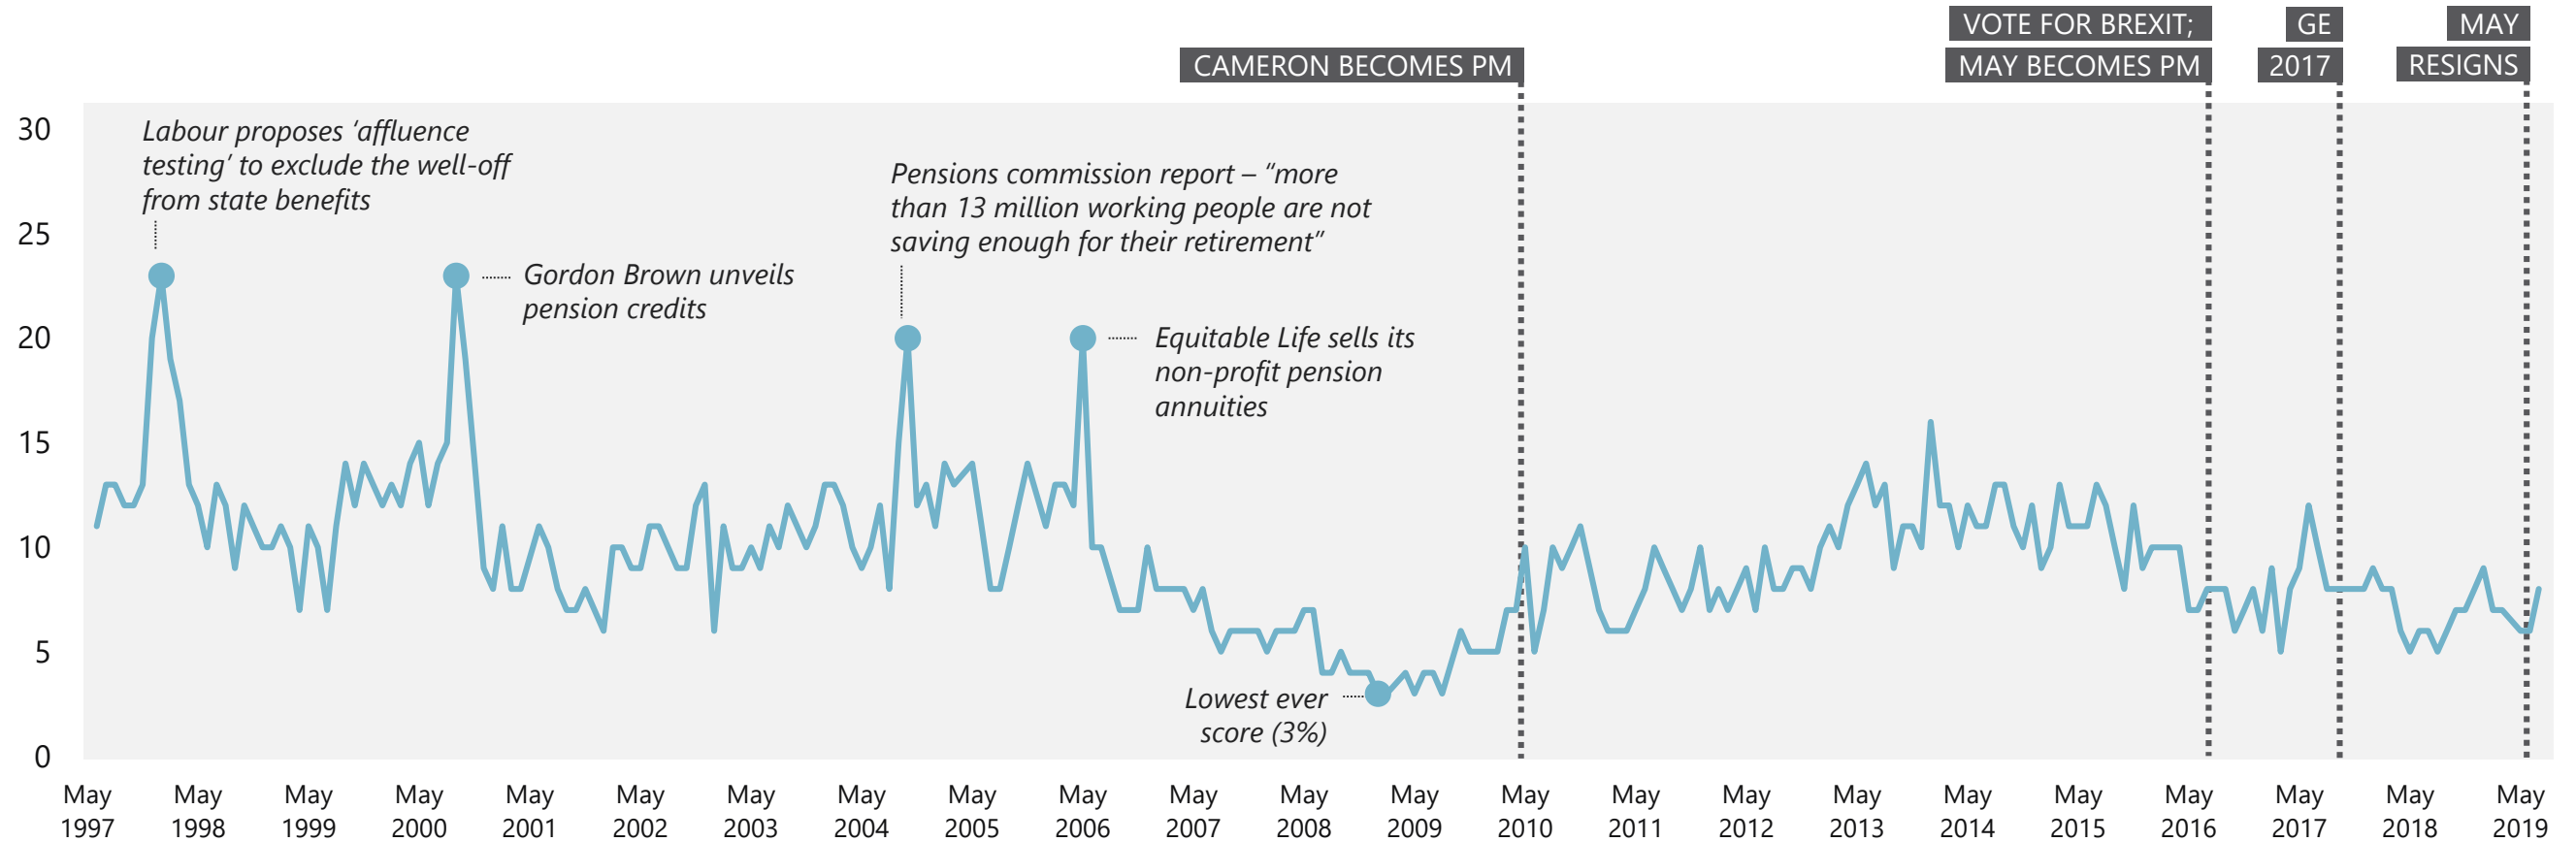 VOTE FOR BREXIT;
MAY BECOMES PM
GE
2017
MAY
RESIGNS
CAMERON BECOMES PM
30
25
20
15
10
5
0
Labour proposes ‘affluence
testing’ to exclude the well-off
from state benefits
Gordon Brown unveils
pension credits
Pensions commission report – “more
than 13 million working people are not
saving enough for their retirement”
Equitable Life sells its
non-profit pension
annuities
Lowest ever
score (3%)
May
1997
May
1998
May
1999
May
2000
May
2001
May
2002
May
2003
May
2004
May
2005
May
2006
May
2007
May
2008
May
2009
May
2010
May
2011
May
2012
May
2013
May
2014
May
2015
May
2016
May
2017
May
2018
May
2019